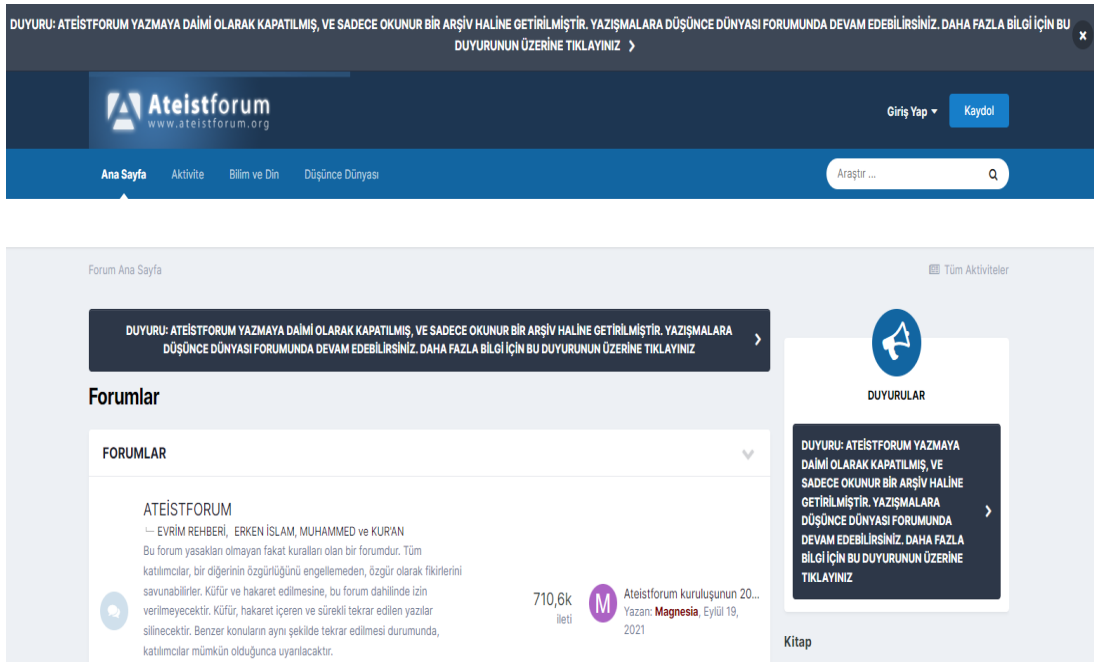 DUYURU: ATEİSTFORUM YAZMAYA DAİMİ OLARAK KAPATILMIŞ, VE SADECE OKUNUR BİR ARŞİV HALİNE GETİRİLMİŞTİR. YAZIŞMALARA DÜŞÜNCE DÜNYASI FORUMUNDA DEVAM EDEBİLİRSİNİZ. DAHA FAZLA BİLGİ İÇİN BU
DUYURUNUN ÜZERİNE TIKLAYINIZ
Ateistforum
www.ateistforum.org
Giriş Yap
Kaydol
Ana Sayfa Aktivite Bilim ve Din Düşünce Dünyası
Araştır ...
Forum Ana Sayfa
Tüm Aktiviteler
DUYURU: ATEİSTFORUM YAZMAYA DAİMİ OLARAK KAPATILMIŞ, VE SADECE OKUNUR BİR ARŞİV HALİNE GETİRİLMİŞTİR. YAZIŞMALARA
DÜŞÜNCE DÜNYASI FORUMUNDA DEVAM EDEBİLİRSİNİZ. DAHA FAZLA BİLGİ İÇİN BU DUYURUNUN ÜZERİNE TIKLAYINIZ
Forumlar
FORUMLAR
ATEİSTFORUM
EVRİM REHBERİ, ERKEN İSLAM, MUHAMMED ve KUR'AN
Bu forum yasakları olmayan fakat kuralları olan bir forumdur. Tüm
katılımcılar, bir diğerinin özgürlüğünü engellemeden, özgür olarak fikirlerini
savunabilirler. Küfür ve hakaret edilmesine, bu forum dahilinde izin
verilmeyecektir. Küfür, hakaret içeren ve sürekli tekrar edilen yazılar
silinecektir. Benzer konuların aynı şekilde tekrar edilmesi durumunda,
katılımcılar mümkün olduğunca uyarılacaktır.
710,6k
ileti
M
Ateistforum kuruluşunun 20...
Yazan: Magnesia, Eylül 19,
2021
DUYURULAR
DUYURU: ATEİSTFORUM YAZMAYA
DAİMİ OLARAK KAPATILMIŞ, VE
SADECE OKUNUR BİR ARŞİV HALİNE
GETİRİLMİŞTİR. YAZIŞMALARA
DÜŞÜNCE DÜNYASI FORUMUNDA
DEVAM EDEBİLİRSİNİZ. DAHA FAZLA
BİLGİ İÇİN BU DUYURUNUN ÜZERİNE
TIKLAYINIZ
Kitap